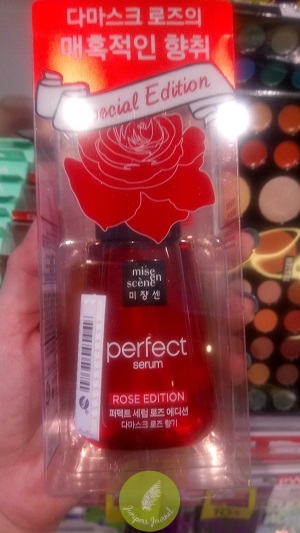 다마스크 로즈의
매혹적인 향취
Special Edition
mise
en
scène
미쟝센
perfect
serum
ROSE EDITION
퍼펙트 세럼 로즈 에디션
다마스크 로즈 향기
Junipers Journal